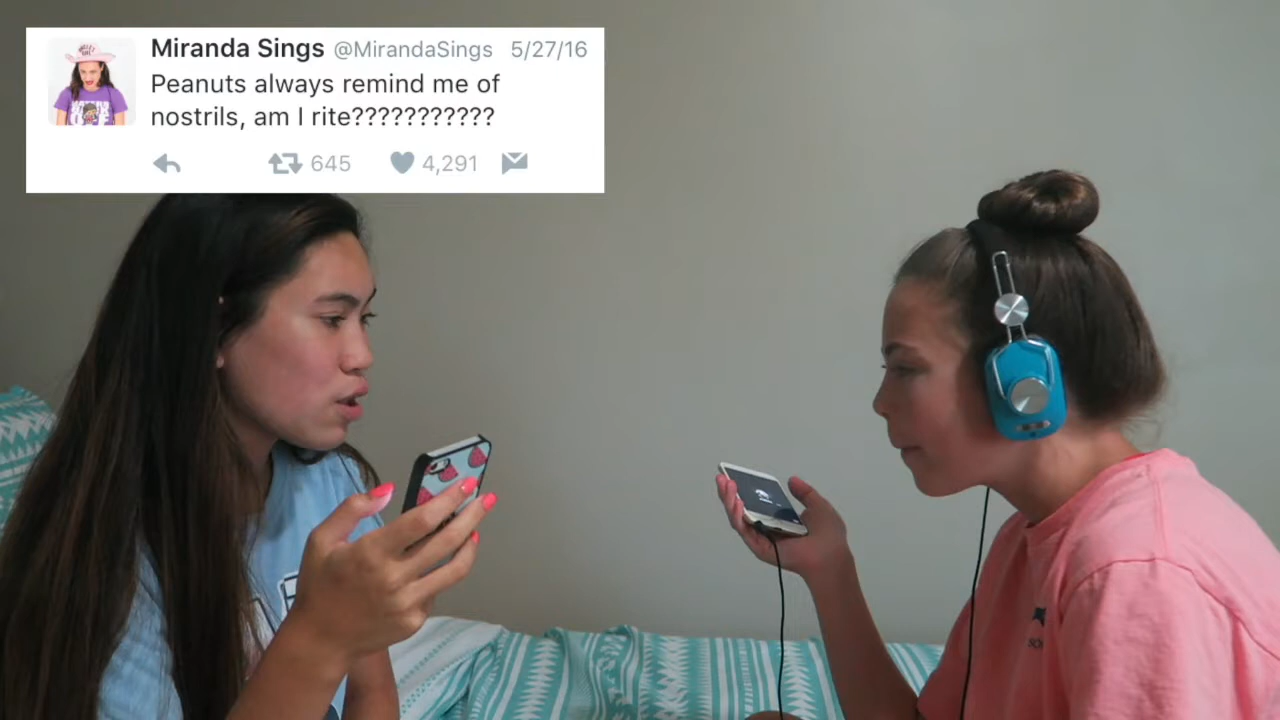 Miranda Sings @MirandaSings 5/27/16
Peanuts always remind me of
nostrils, am I rite???????????
645 4,291